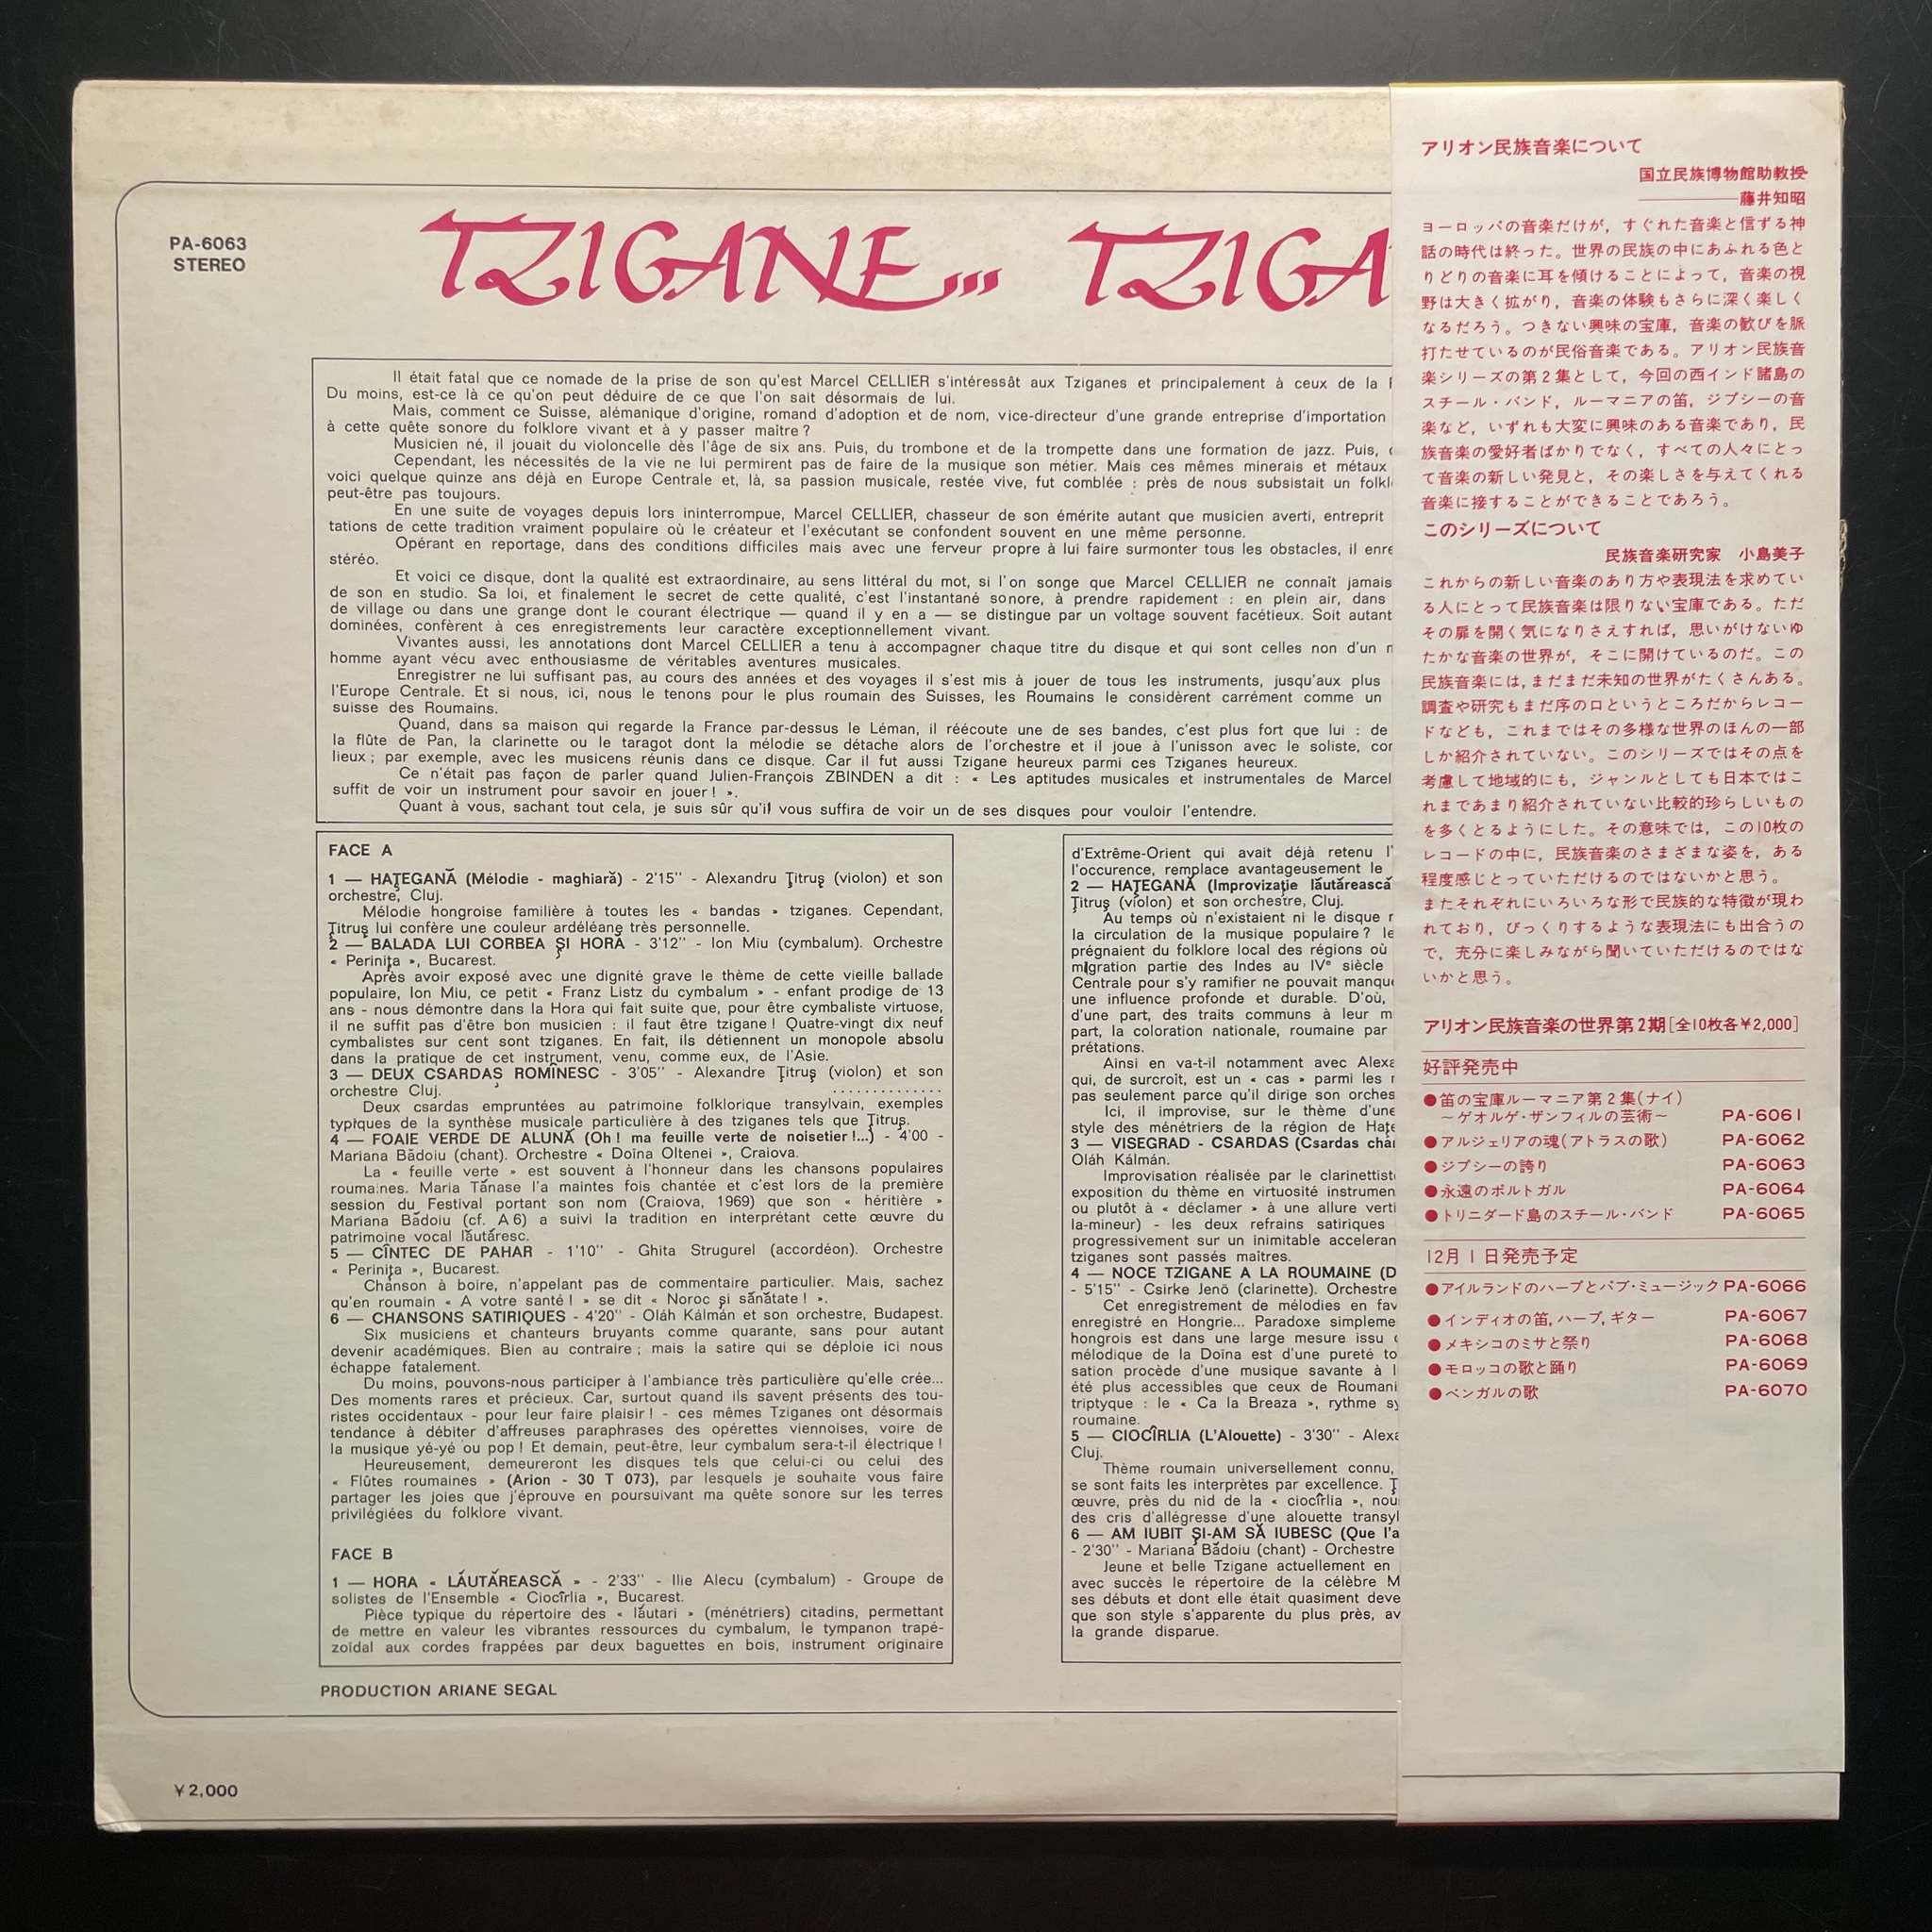 PA-6063
STEREO
TZIGANE... TZIGA
Il était fatal que ce nomade de la prise de son qu'est Marcel CELLIER s'intéressât aux Tziganes et principalement à ceux de la
Du moins, est-ce là ce qu'on peut déduire de ce que l'on sait désormais de lui.
Mais, comment ce Suisse, alémanique d'origine, romand d'adoption et de nom, vice-directeur d'une grande entreprise d'importation
à cette quête sonore du folklore vivant et à y passer maître ?
Musicien né, il jouait du violoncelle dès l'âge de six ans. Puis, du trombone et de la trompette dans une formation de jazz. Puis,
Cependant, les nécessités de la vie ne lui permirent pas de faire de la musique son métier. Mais ces mêmes minerais et métaux
voici quelque quinze ans déjà en Europe Centrale et, là, sa passion musicale, restée vive, fut comblée : près de nous subsistait un folkl
peut-être pas toujours.
En une suite de voyages depuis lors ininterrompue, Marcel CELLIER, chasseur de son émérite autant que musicien averti, entreprit
tations de cette tradition vraiment populaire où le créateur et l'exécutant se confondent souvent en une même personne.
Opérant en reportage, dans des conditions difficiles mais avec une ferveur propre à lui faire surmonter tous les obstacles, il enre
stéréo.
Et voici ce disque, dont la qualité est extraordinaire, au sens littéral du mot, si l'on songe que Marcel CELLIER ne connaît jamais
de son en studio. Sa loi, et finalement le secret de cette qualité, c'est l'instantané sonore, à prendre rapidement : en plein air, dans
de village ou dans une grange dont le courant électrique — quand il y en a — se distingue par un voltage souvent facétieux. Soit autant
dominées, confèrent à ces enregistrements leur caractère exceptionnellement vivant.
Vivantes aussi, les annotations dont Marcel CELLIER a tenu à accompagner chaque titre du disque et qui sont celles non d'un
homme ayant vécu avec enthousiasme de véritables aventures musicales.
Enregistrer ne lui suffisant pas, au cours des années et des voyages il s'est mis à jouer de tous les instruments, jusqu'aux plus
l'Europe Centrale. Et si nous, ici, nous le tenons pour le plus roumain des Suisses, les Roumains le considèrent carrément comme un
suisse des Roumains.
Quand, dans sa maison qui regarde la France par-dessus le Léman, il réécoute une de ses bandes, c'est plus fort que lui : de
la flûte de Pan, la clarinette ou le taragot dont la mélodie se détache alors de l'orchestre et il joue à l'unisson avec le soliste, cor
lieux ; par exemple, avec les musicens réunis dans ce disque. Car il fut aussi Tzigane heureux parmi ces Tziganes heureux.
Ce n'était pas façon de parler quand Julien-François ZBINDEN a dit : « Les aptitudes musicales et instrumentales de Marcel
suffit de voir un instrument pour savoir en jouer ! ».
Quant à vous, sachant tout cela, je suis sûr qu'il vous suffira de voir un de ses disques pour vouloir l'entendre.
FACE A
1 — HAŢEGANĂ (Mélodie - maghiară) - 2'15" - Alexandru Ţitruş (violon) et son
orchestre, Cluj.
Mélodie hongroise familière à toutes les « bandas » tziganes. Cependant,
Ţitruş lui confère une couleur ardéléane très personnelle.
2 — BALADA LUI CORBEA ŞI HORĂ - 3'12" - Ion Miu (cymbalum). Orchestre
« Periniţa », Bucarest.
Après avoir exposé avec une dignité grave le thème de cette vieille ballade
populaire, Ion Miu, ce petit « Franz Listz du cymbalum » - enfant prodige de 13
ans - nous démontre dans la Hora qui fait suite que, pour être cymbaliste virtuose,
il ne suffit pas d'être bon musicien : il faut être tzigane ! Quatre-vingt dix neuf
cymbalistes sur cent sont tziganes. En fait, ils détiennent un monopole absolu
dans la pratique de cet instrument, venu, comme eux, de l'Asie.
3 — DEUX CSARDAŞ ROMÎNESC - 3'05" - Alexandre Ţitruş (violon) et son
orchestre Cluj.
Deux csardas empruntées au patrimoine folklorique transylvain, exemples
typiques de la synthèse musicale particulière à des tziganes tels que Ţitruş.
4 — FOAIE VERDE DE ALUNĂ (Oh ! ma feuille verte de noisetier !...) - 4'00 -
Mariana Bădoiu (chant). Orchestre « Doïna Oltenei », Craiova.
La « feuille verte » est souvent à l'honneur dans les chansons populaires
roumaines. Maria Tănase l'a maintes fois chantée et c'est lors de la première
session du Festival portant son nom (Craiova, 1969) que son « héritière »
Mariana Bădoiu (cf. A 6) a suivi la tradition en interprétant cette œuvre du
patrimoine vocal lăutăresc.
5 — CÎNTEC DE PAHAR - 1'10" - Ghita Strugurel (accordéon). Orchestre
« Periniţa », Bucarest.
Chanson à boire, n'appelant pas de commentaire particulier. Mais, sachez
qu'en roumain « A votre santé ! » se dit « Noroc şi sănătate ! ».
6 — CHANSONS SATIRIQUES - 4'20" - Oláh Kálmán et son orchestre, Budapest.
Six musiciens et chanteurs bruyants comme quarante, sans pour autant
devenir académiques. Bien au contraire ; mais la satire qui se déploie ici nous
échappe fatalement.
Du moins, pouvons-nous participer à l'ambiance très particulière qu'elle crée...
Des moments rares et précieux. Car, surtout quand ils savent présents des tou-
ristes occidentaux - pour leur faire plaisir ! - ces mêmes Tziganes ont désormais
tendance à débiter d'affreuses paraphrases des opérettes viennoises, voire de
la musique yé-yé ou pop ! Et demain, peut-être, leur cymbalum sera-t-il électrique !
Heureusement, demeureront les disques tels que celui-ci ou celui des
« Flûtes roumaines » (Arion - 30 T 073), par lesquels je souhaite vous faire
partager les joies que j'éprouve en poursuivant ma quête sonore sur les terres
privilégiées du folklore vivant.
FACE B
1 — HORA « LĂUTĂREASCĂ » - 2'33" - Ilie Alecu (cymbalum) - Groupe de
solistes de l'Ensemble « Ciocîrlia », Bucarest.
Pièce typique du répertoire des « lăutari » (ménétriers) citadins, permettant
de mettre en valeur les vibrantes ressources du cymbalum, le tympanon trapé-
zoïdal aux cordes frappées par deux baguettes en bois, instrument originaire
d'Extrême-Orient qui avait déjà retenu l'
l'occurence, remplace avantageusement le
2 — HAŢEGANĂ (Improvizaţie lăutărească
Ţitruş (violon) et son orchestre, Cluj.
Au temps où n'existaient ni le disque
la circulation de la musique populaire ? le
prégnaient du folklore local des régions où
migration partie des Indes au IVe siècle
Centrale pour s'y ramifier ne pouvait manqu
une influence profonde et durable. D'où,
d'une part, des traits communs à leur m
part, la coloration nationale, roumaine par
prétations.
Ainsi en va-t-il notamment avec Alexa
qui, de surcroît, est un « cas » parmi les
pas seulement parce qu'il dirige son orches
Ici, il improvise, sur le thème d'une
style des ménétriers de la région de Haţe
3 — VISEGRAD - CSARDAS (Csardas cha
Oláh Kálmán.
Improvisation réalisée par le clarinettist
exposition du thème en virtuosité instrumen
ou plutôt à « déclamer » à une allure verti
la-mineur) - les deux refrains satiriques
progressivement sur un inimitable acceleran
tziganes sont passés maîtres.
4 — NOCE TZIGANE A LA ROUMAINE (D
- 5'15" - Csirke Jenö (clarinette). Orchestre
Cet enregistrement de mélodies en fav
enregistré en Hongrie... Paradoxe simpleme
hongrois est dans une large mesure issu
mélodique de la Doïna est d'une pureté to
sation procède d'une musique savante à l
été plus accessibles que ceux de Roumani
triptyque : le « Ca la Breaza », rythme sy
roumaine.
5 — CIOCÎRLIA (L'Alouette) - 3'30" - Alexa
Cluj.
Thème roumain universellement connu,
se sont faits les interprètes par excellence. Ţ
œuvre, près du nid de la « ciocîrlia », nou
des cris d'allégresse d'une alouette transyl
6 — AM IUBIT ŞI-AM SĂ IUBESC (Que l'a
- 2'30" - Mariana Bădoiu (chant) - Orchestre
Jeune et belle Tzigane actuellement en
avec succès le répertoire de la célèbre M
ses débuts et dont elle était quasiment deve
que son style s'apparente du plus près, av
la grande disparue.
PRODUCTION ARIANE SEGAL
¥2,000
アリオン民族音楽について
国立民族博物館助教授
――――藤井知昭
ヨーロッパの音楽だけが，すぐれた音楽と信ずる神
話の時代は終った。世界の民族の中にあふれる色と
りどりの音楽に耳を傾けることによって，音楽の視
野は大きく拡がり，音楽の体験もさらに深く楽しく
なるだろう。つきない興味の宝庫，音楽の歓びを脈
打たせているのが民俗音楽である。アリオン民族音
楽シリーズの第2集として，今回の西インド諸島の
スチール・バンド，ルーマニアの笛，ジプシーの音
楽など，いずれも大変に興味のある音楽であり，民
族音楽の愛好者ばかりでなく，すべての人々にとっ
て音楽の新しい発見と，その楽しさを与えてくれる
音楽に接することができることであろう。
このシリーズについて
民族音楽研究家　小島美子
これからの新しい音楽のあり方や表現法を求めてい
る人にとって民族音楽は限りない宝庫である。ただ
その扉を開く気になりさえすれば，思いがけないゆ
たかな音楽の世界が，そこに開けているのだ。この
民族音楽には，まだまだ未知の世界がたくさんある。
調査や研究もまだ序の口というところだからレコー
ドなども，これまではその多様な世界のほんの一部
しか紹介されていない。このシリーズではその点を
考慮して地域的にも，ジャンルとしても日本ではこ
れまであまり紹介されていない比較的珍らしいもの
を多くとるようにした。その意味では，この10枚の
レコードの中に，民族音楽のさまざまな姿を，ある
程度感じとっていただけるのではないかと思う。
またそれぞれにいろいろな形で民族的な特徴が現わ
れており，びっくりするような表現法にも出合うの
で，充分に楽しみながら聞いていただけるのではな
いかと思う。
アリオン民族音楽の世界第2期[全10枚各¥2,000]
好評発売中
●笛の宝庫ルーマニア第2集(ナイ)
～ゲオルゲ・ザンフィルの芸術～ PA-6061
●アルジェリアの魂(アトラスの歌) PA-6062
●ジプシーの誇り PA-6063
●永遠のポルトガル PA-6064
●トリニダード島のスチール・バンド PA-6065
12月1日発売予定
●アイルランドのハープとパブ・ミュージック PA-6066
●インディオの笛,ハープ,ギター PA-6067
●メキシコのミサと祭り PA-6068
●モロッコの歌と踊り PA-6069
●ベンガルの歌 PA-6070